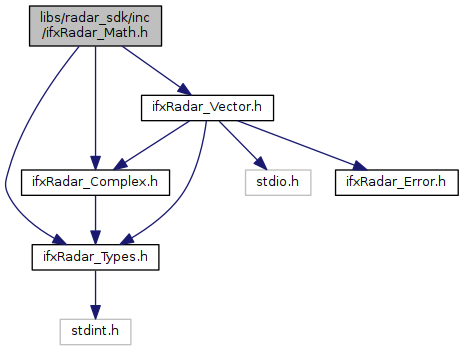 libs/radar_sdk/inc
/ifxRadar_Math.h
ifxRadar_Vector.h
ifxRadar_Complex.h
stdio.h
ifxRadar_Error.h
ifxRadar_Types.h
stdint.h